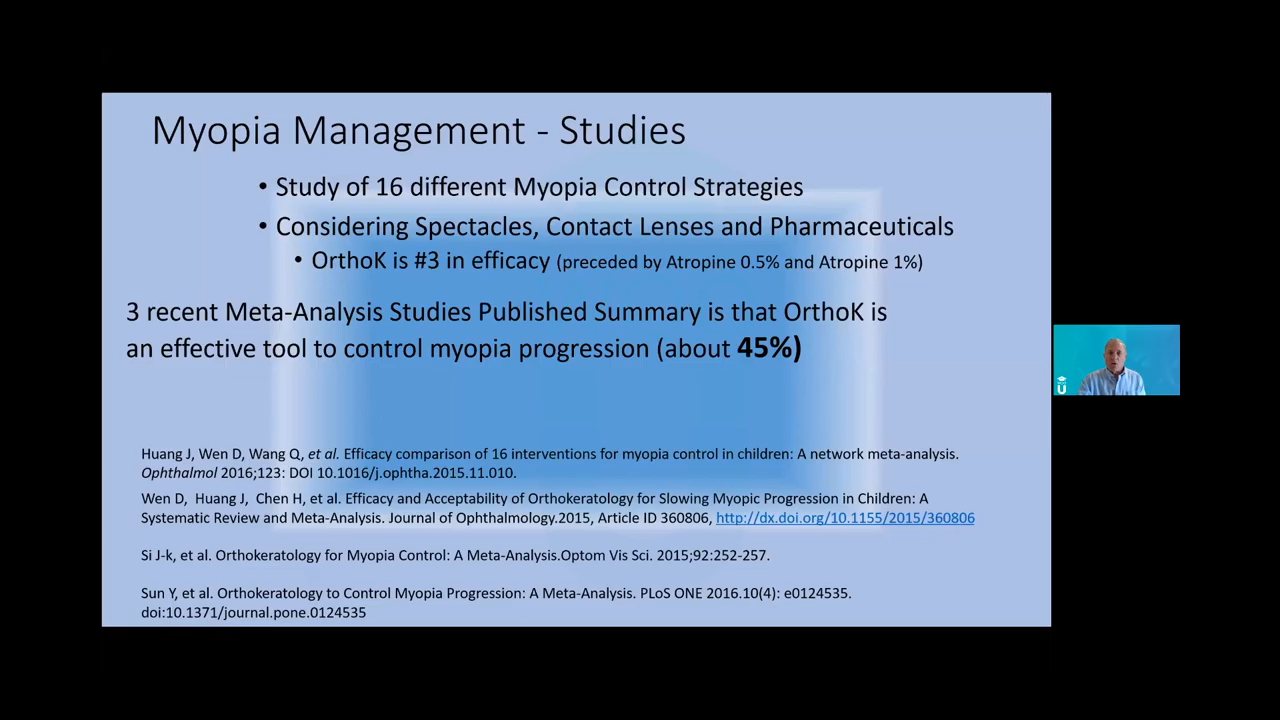 Myopia Management - Studies
• Study of 16 different Myopia Control Strategies
• Considering Spectacles, Contact Lenses and Pharmaceuticals
• OrthoK is #3 in efficacy (preceded by Atropine 0.5% and Atropine 1%)
3 recent Meta-Analysis Studies Published Summary is that OrthoK is
an effective tool to control myopia progression (about 45%)
Huang J, Wen D, Wang Q, et al. Efficacy comparison of 16 interventions for myopia control in children: A network meta-analysis.
Ophthalmol 2016;123: DOI 10.1016/j.ophtha.2015.11.010.
Wen D, Huang J, Chen H, et al. Efficacy and Acceptability of Orthokeratology for Slowing Myopic Progression in Children: A
Systematic Review and Meta-Analysis. Journal of Ophthalmology.2015, Article ID 360806, http://dx.doi.org/10.1155/2015/360806
Si J-k, et al. Orthokeratology for Myopia Control: A Meta-Analysis.Optom Vis Sci. 2015;92:252-257.
Sun Y, et al. Orthokeratology to Control Myopia Progression: A Meta-Analysis. PLoS ONE 2016.10(4): e0124535.
doi:10.1371/journal.pone.0124535
U